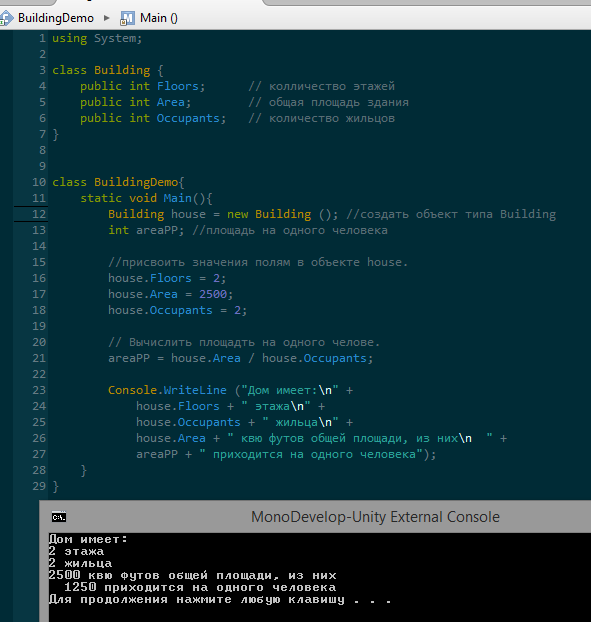 BuildingDemo ▸ M Main ()
1 using System;
2
3 class Building {
4     public int Floors;      // колличество этажей
5     public int Area;        // общая площадь здания
6     public int Occupants;   // количество жильцов
7 }
8
9
10 class BuildingDemo{
11     static void Main(){
12         Building house = new Building (); //создать объект типа Building
13         int areaPP; //площадь на одного человека
14
15         //присвоить значения полям в объекте house.
16         house.Floors = 2;
17         house.Area = 2500;
18         house.Occupants = 2;
19
20         // Вычислить площадть на одного челове.
21         areaPP = house.Area / house.Occupants;
22
23         Console.WriteLine ("Дом имеет:\n" +
24             house.Floors + " этажа\n" +
25             house.Occupants + " жильца\n" +
26             house.Area + " квю футов общей площади, из них\n  " +
27             areaPP + " приходится на одного человека");
28     }
29 }
C:\. MonoDevelop-Unity External Console
Дом имеет:
2 этажа
2 жильца
2500 квю футов общей площади, из них
  1250 приходится на одного человека
Для продолжения нажмите любую клавишу . . .